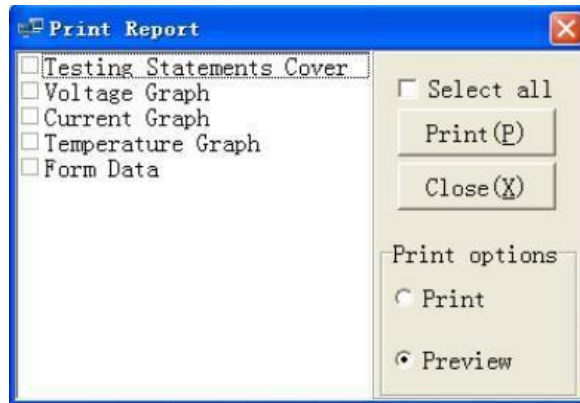 Print Report
Testing Statements Cover
Voltage Graph
Current Graph
Temperature Graph
Form Data
Select all
Print(P)
Close(X)
Print options
Print
Preview